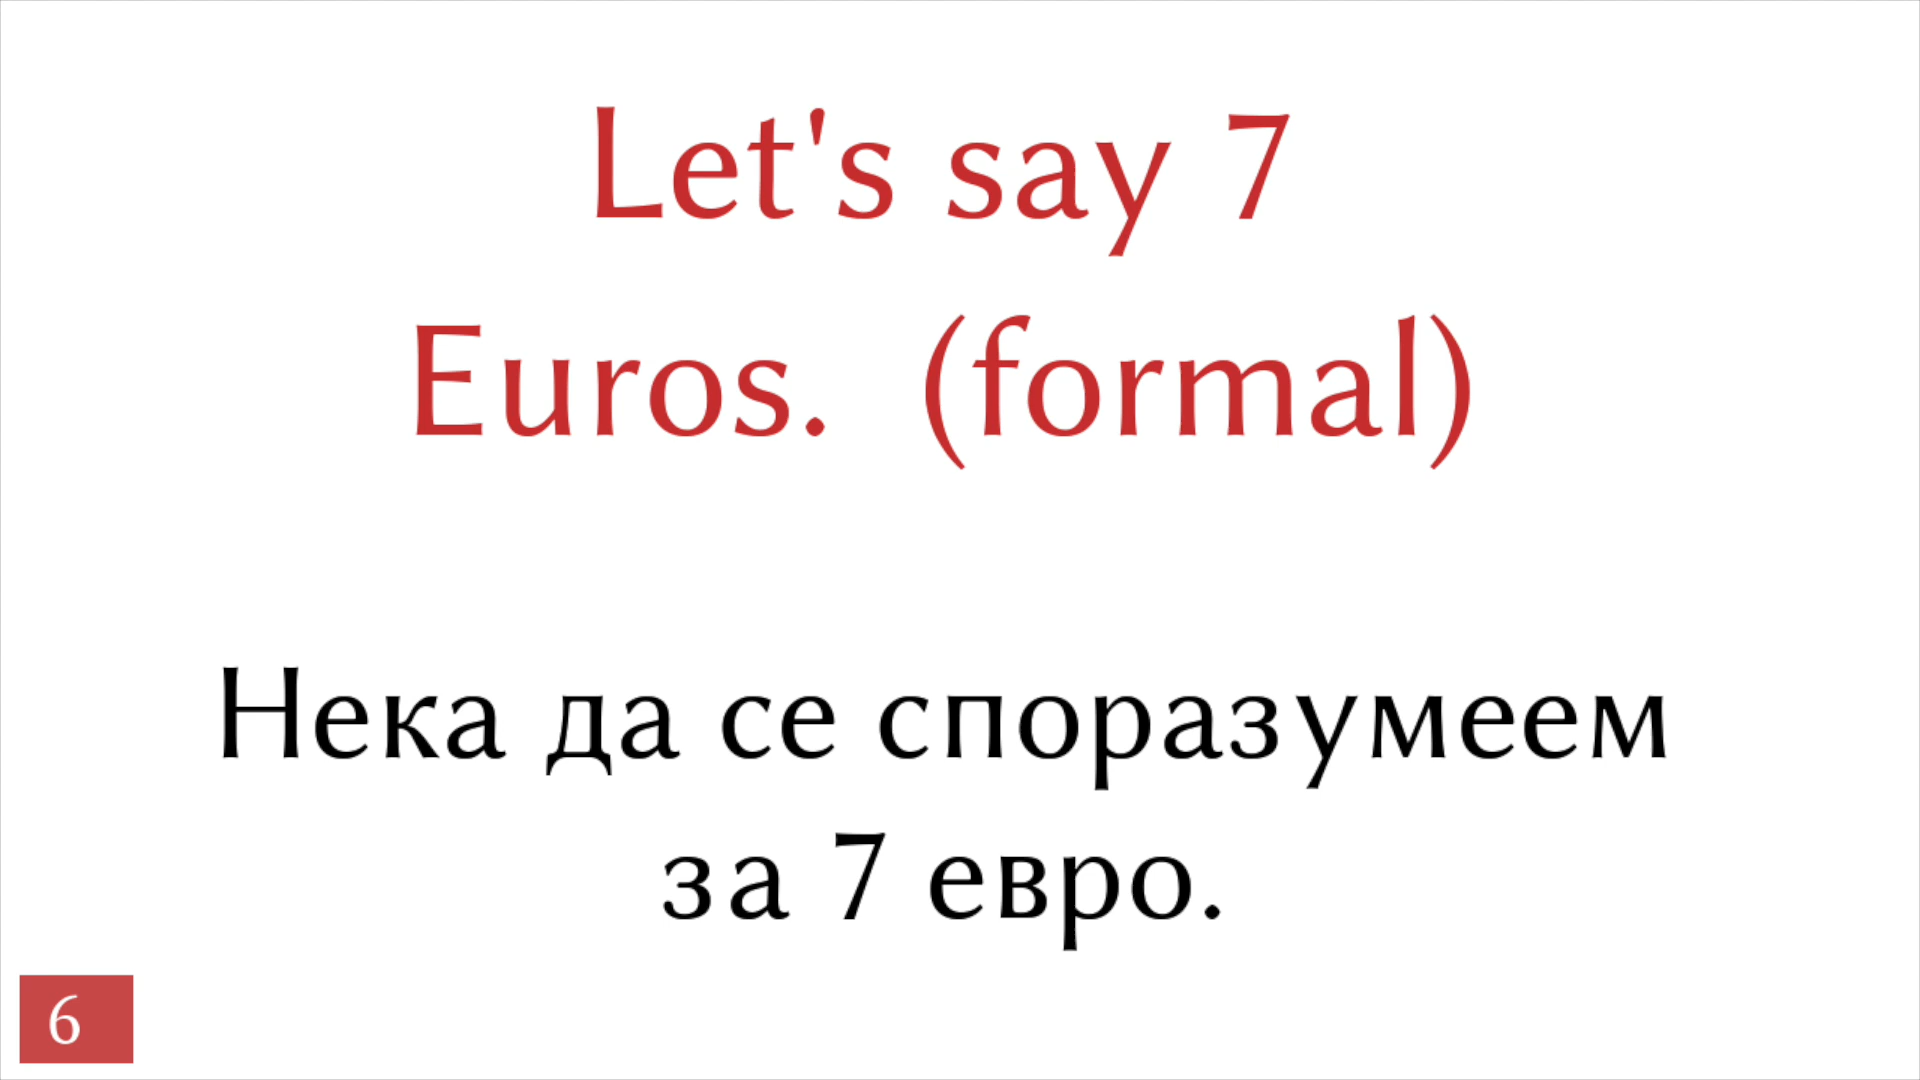 Let's say 7
Euros.  (formal)
Нека да се споразумеем
за 7 евро.
6